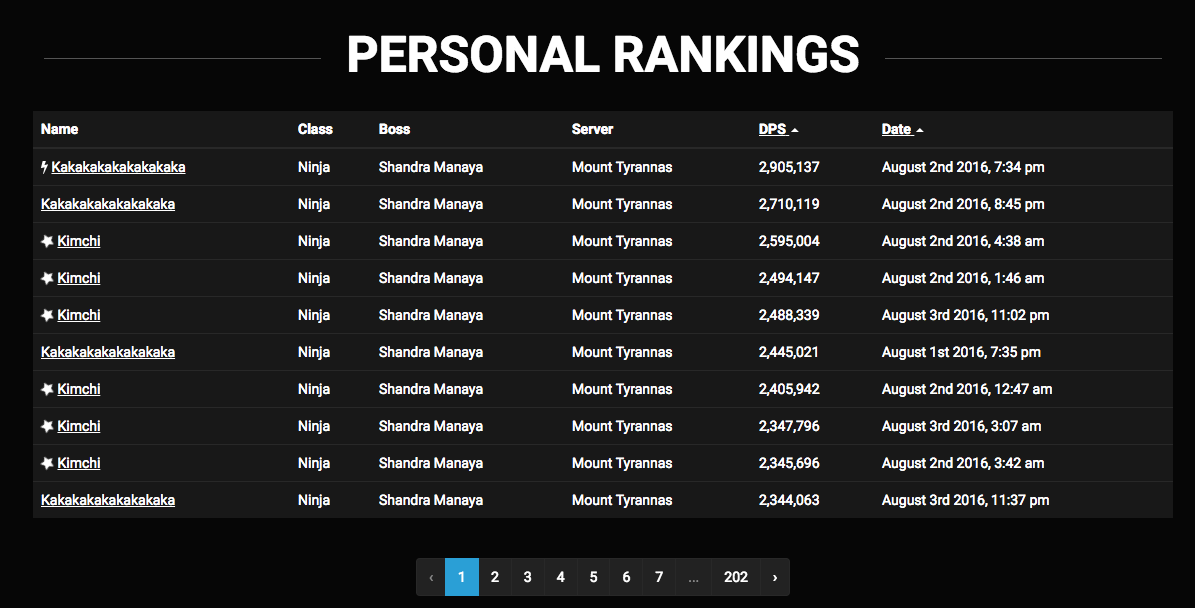 PERSONAL RANKINGS
Name Class Boss Server DPS Date
Kakakakakakakakaka Ninja Shandra Manaya Mount Tyrannas 2,905,137 August 2nd 2016, 7:34 pm
Kakakakakakakakaka Ninja Shandra Manaya Mount Tyrannas 2,710,119 August 2nd 2016, 8:45 pm
Kimchi Ninja Shandra Manaya Mount Tyrannas 2,595,004 August 2nd 2016, 4:38 am
Kimchi Ninja Shandra Manaya Mount Tyrannas 2,494,147 August 2nd 2016, 1:46 am
Kimchi Ninja Shandra Manaya Mount Tyrannas 2,488,339 August 3rd 2016, 11:02 pm
Kakakakakakakakaka Ninja Shandra Manaya Mount Tyrannas 2,445,021 August 1st 2016, 7:35 pm
Kimchi Ninja Shandra Manaya Mount Tyrannas 2,405,942 August 2nd 2016, 12:47 am
Kimchi Ninja Shandra Manaya Mount Tyrannas 2,347,796 August 3rd 2016, 3:07 am
Kimchi Ninja Shandra Manaya Mount Tyrannas 2,345,696 August 2nd 2016, 3:42 am
Kakakakakakakakaka Ninja Shandra Manaya Mount Tyrannas 2,344,063 August 3rd 2016, 11:37 pm
‹ 1 2 3 4 5 6 7 ... 202 ›